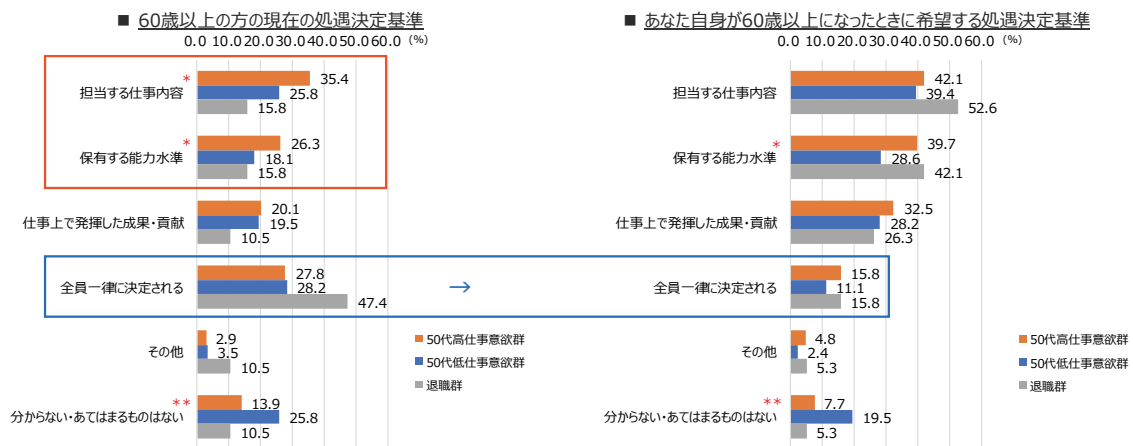 ■ 60歳以上の方の現在の処遇決定基準
0.0 10.0 20.0 30.0 40.0 50.0 60.0 (%)
* 担当する仕事内容 35.4
25.8
15.8
* 保有する能力水準 26.3
18.1
15.8
仕事上で発揮した成果・貢献 20.1
19.5
10.5
全員一律に決定される 27.8
28.2
47.4
→
その他 2.9
3.5
10.5
** 分からない・あてはまるものはない 13.9
25.8
10.5
■50代高仕事意欲群
■50代低仕事意欲群
■退職群
■ あなた自身が60歳以上になったときに希望する処遇決定基準
0.0 10.0 20.0 30.0 40.0 50.0 60.0 (%)
担当する仕事内容 42.1
39.4
52.6
* 保有する能力水準 39.7
28.6
42.1
仕事上で発揮した成果・貢献 32.5
28.2
26.3
全員一律に決定される 15.8
11.1
15.8
その他 4.8
2.4
5.3
** 分からない・あてはまるものはない 7.7
19.5
5.3
■50代高仕事意欲群
■50代低仕事意欲群
■退職群